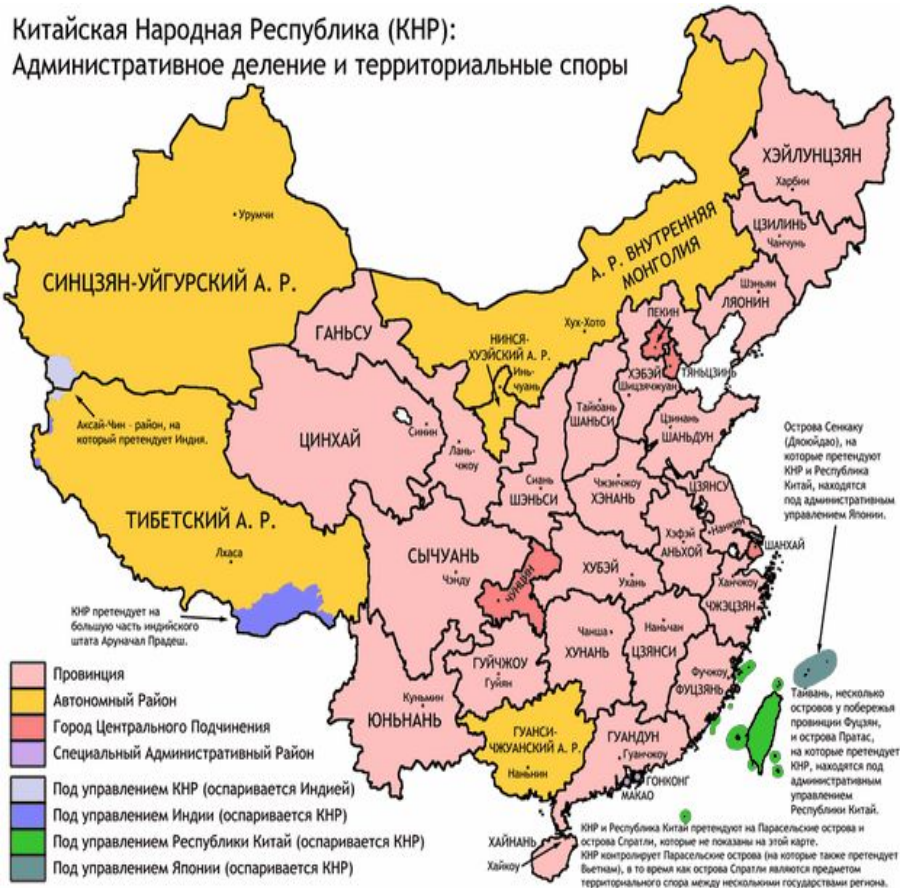 Китайская Народная Республика (КНР):
Административное деление и территориальные споры
ХЭЙЛУНЦЗЯН
Харбин
ЦЗИЛИНЬ
Чанчунь
Шэньян
ЛЯОНИН
Урумчи
СИНЦЗЯН-УЙГУРСКИЙ А. Р.
А. Р. ВНУТРЕННЯЯ
МОНГОЛИЯ
Хух-Хото
ГАНЬСУ
НИНСЯ-
ХУЭЙСКИЙ А. Р.
Инь-
чуань
ПЕКИН
ТЯНЬЦЗИНЬ
ХЭБЭЙ
Шицзячжуан
Аксай-Чин – район, на
который претендует Индия.
ЦИНХАЙ
Синин
Лань-
чжоу
Тайюань
ШАНЬСИ
Цзинань
ШАНЬДУН
Острова Сенкаку
(Дяоюйдао), на
которые претендуют
КНР и Республика
Китай, находятся
под административным
управлением Японии.
Сиань
ШЭНЬСИ
Чжэнчжоу
ХЭНАНЬ
ЦЗЯНСУ
Нанкин
Хэфэй
АНЬХОЙ
ШАНХАЙ
ТИБЕТСКИЙ А. Р.
Лхаса
СЫЧУАНЬ
Чэнду
ЧУНЦИН
ХУБЭЙ
Ухань
Ханчжоу
ЧЖЭЦЗЯН
КНР претендует на
большую часть индийского
штата Аруначал Прадеш.
Чанша
ХУНАНЬ
Наньчан
ЦЗЯНСИ
ГУЙЧЖОУ
Гуйян
Фучжоу
ФУЦЗЯНЬ
Куньмин
ЮНЬНАНЬ
ГУАНСИ-
ЧЖУАНСКИЙ А. Р.
Наньнин
ГУАНДУН
Гуанчжоу
ГОНКОНГ
МАКАО
Тайвань, несколько
островов у побережья
провинции Фуцзян,
и острова Пратас,
на которые претендует
КНР, находятся под
административным
управлением
Республики Китай.
ХАЙНАНЬ
Хайкоу
КНР и Республика Китай претендуют на Парасельские острова и
острова Спратли, которые не показаны на этой карте.
КНР контролирует Парасельские острова (на которые также претендует
Вьетнам), в то время как острова Спратли являются предметом
территориального спора между несколькими государствами региона.
Провинция
Автономный Район
Город Центрального Подчинения
Специальный Административный Район
Под управлением КНР (оспаривается Индией)
Под управлением Индии (оспаривается КНР)
Под управлением Республики Китай (оспаривается КНР)
Под управлением Японии (оспаривается КНР)